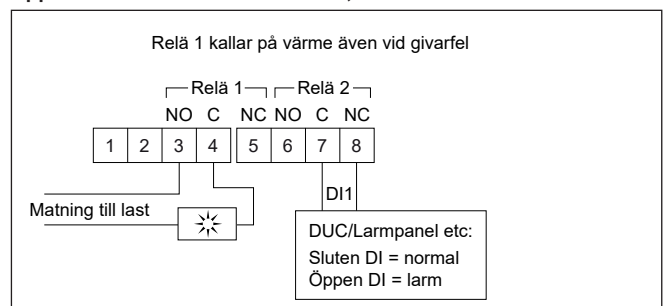 Relä 1 kallar på värme även vid givarfel
Relä 1 Relä 2
NO C NC NO C NC
1 2 3 4 5 6 7 8
DI1
Matning till last
DUC/Larmpanel etc:
Sluten DI = normal
Öppen DI = larm